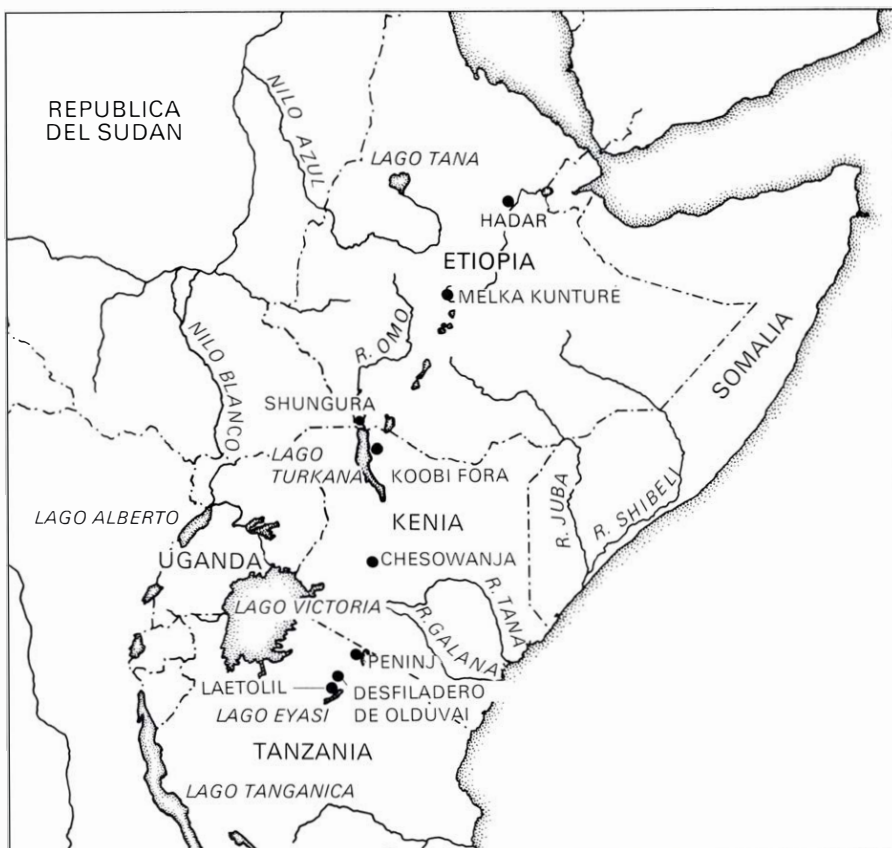 REPUBLICA
DEL SUDAN
NILO AZUL
LAGO TANA
HADAR
ETIOPIA
MELKA KUNTURÉ
R. OMO
NILO BLANCO
SOMALIA
SHUNGURA
LAGO
TURKANA
KOOBI FORA
R. JUBA
R. SHIBELI
LAGO ALBERTO
KENIA
UGANDA
CHESOWANJA
LAGO VICTORIA
R. TANA
R. GALANA
PENINJ
LAETOLIL
DESFILADERO
DE OLDUVAI
LAGO EYASI
TANZANIA
LAGO TANGANICA